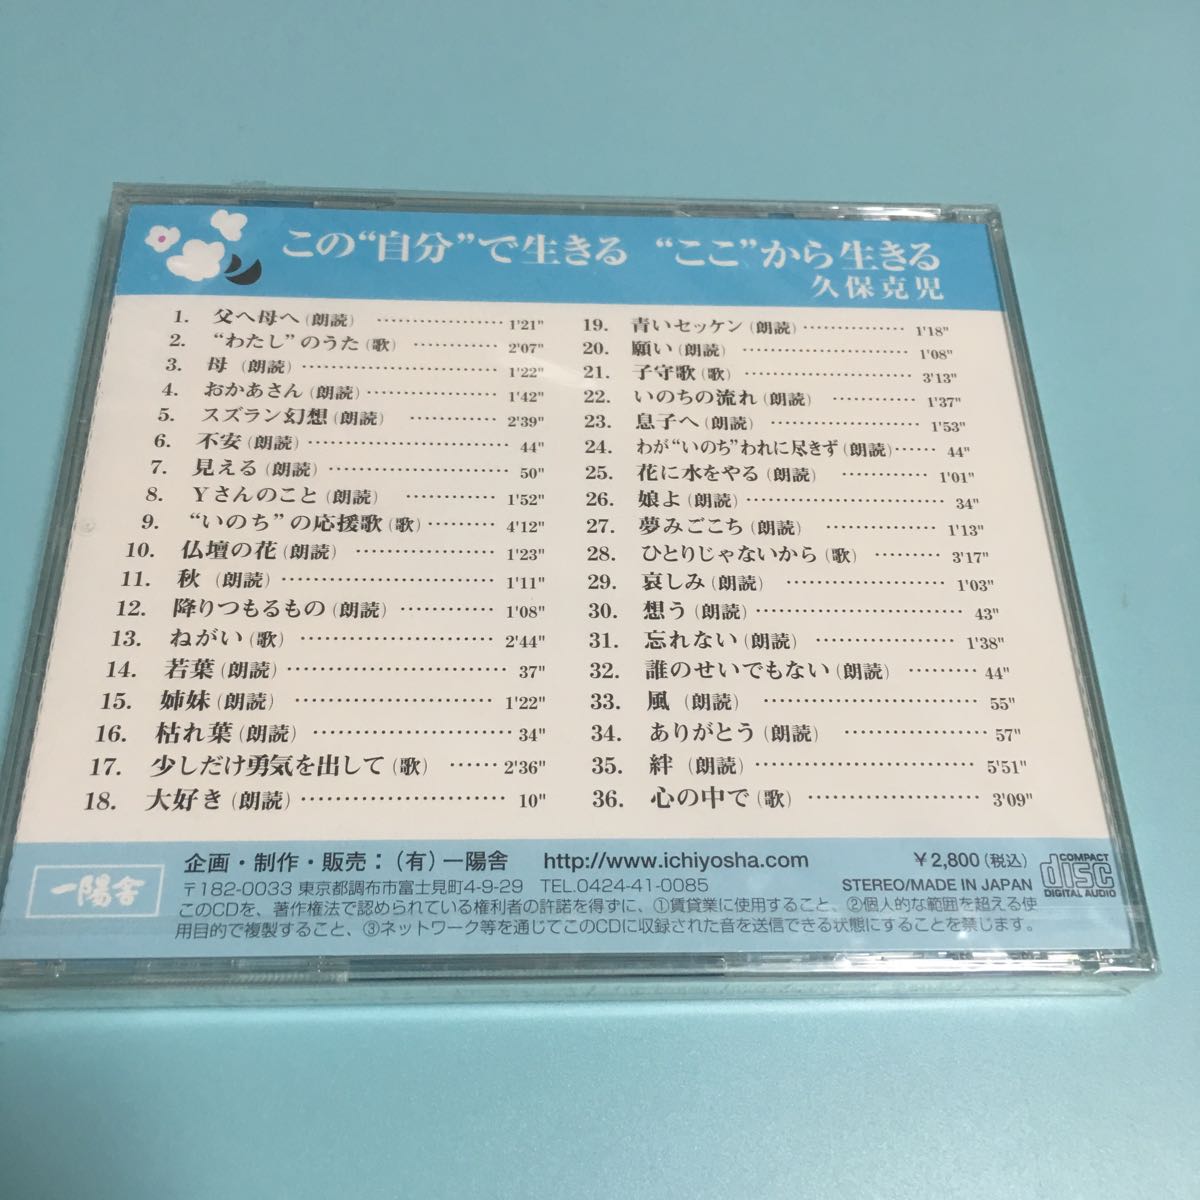 この“自分”で生きる “ここ”から生きる
久保克児
1. 父へ母へ(朗読) ……………… 1'21"
2. “わたし”のうた(歌) ………… 2'07"
3. 母(朗読) ……………………… 1'22"
4. おかあさん(朗読) …………… 1'42"
5. スズラン幻想(朗読) ………… 2'39"
6. 不安(朗読) …………………… 44"
7. 見える(朗読) ………………… 50"
8. Yさんのこと(朗読) ………… 1'52"
9. “いのち”の応援歌(歌) ……… 4'12"
10. 仏壇の花(朗読) ……………… 1'23"
11. 秋(朗読) ……………………… 1'11"
12. 降りつもるもの(朗読) ……… 1'08"
13. ねがい(歌) …………………… 2'44"
14. 若葉(朗読) …………………… 37"
15. 姉妹(朗読) …………………… 1'22"
16. 枯れ葉(朗読) ………………… 34"
17. 少しだけ勇気を出して(歌) …… 2'36"
18. 大好き(朗読) ………………… 10"
19. 青いセッケン(朗読) ………… 1'18"
20. 願い(朗読) …………………… 1'08"
21. 子守歌(歌) …………………… 3'13"
22. いのちの流れ(朗読) ………… 1'37"
23. 息子へ(朗読) ………………… 1'53"
24. わが“いのち”われに尽きず(朗読) …… 44"
25. 花に水をやる(朗読) ………… 1'01"
26. 娘よ(朗読) …………………… 34"
27. 夢みごこち(朗読) …………… 1'13"
28. ひとりじゃないから(歌) ……… 3'17"
29. 哀しみ(朗読) ………………… 1'03"
30. 想う(朗読) …………………… 43"
31. 忘れない(朗読) ……………… 1'38"
32. 誰のせいでもない(朗読) ……… 44"
33. 風(朗読) ……………………… 55"
34. ありがとう(朗読) …………… 57"
35. 絆(朗読) ……………………… 5'51"
36. 心の中で(歌) ………………… 3'09"
一陽舎
企画・制作・販売：(有)一陽舎 http://www.ichiyosha.com
〒182-0033 東京都調布市富士見町4-9-29 TEL.0424-41-0085
￥2,800(税込)
STEREO/MADE IN JAPAN
COMPACT
disc
DIGITAL AUDIO
このCDを、著作権法で認められている権利者の許諾を得ずに、①賃貸業に使用すること、②個人的な範囲を超える使
用目的で複製すること、③ネットワーク等を通じてこのCDに収録された音を送信できる状態にすることを禁じます。